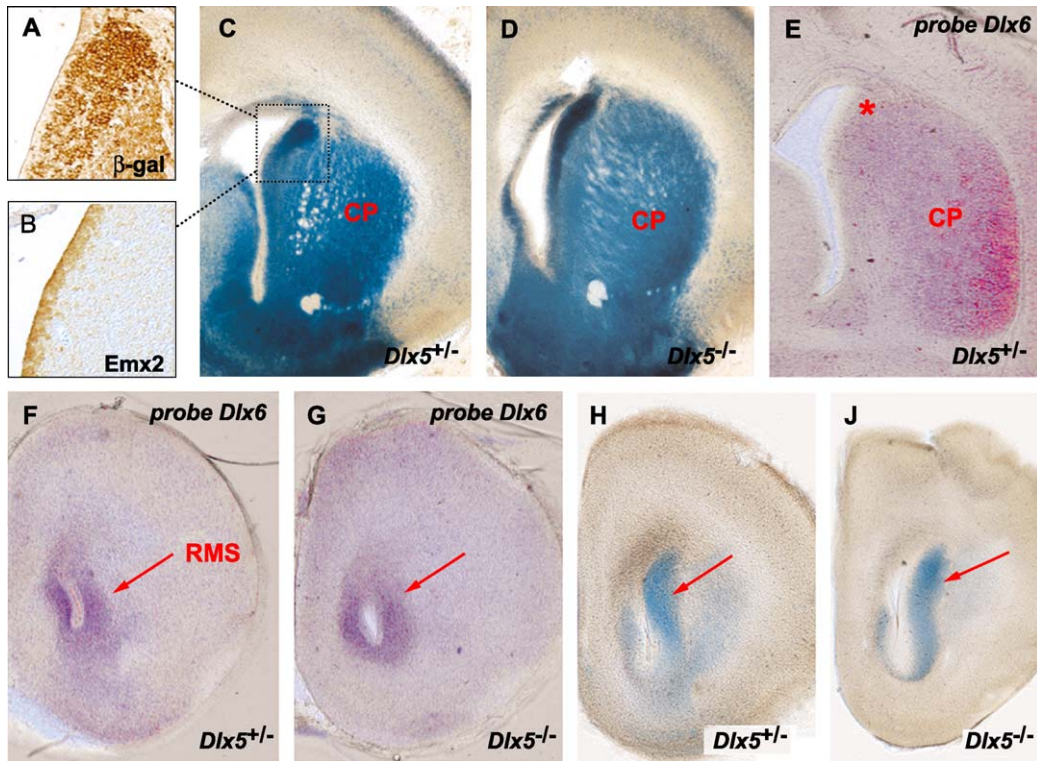 A
β-gal
B
Emx2
C
CP
Dlx5+/-
D
CP
Dlx5-/-
E
probe Dlx6
*
CP
Dlx5+/-
F
probe Dlx6
RMS
Dlx5+/-
G
probe Dlx6
Dlx5-/-
H
Dlx5+/-
J
Dlx5-/-